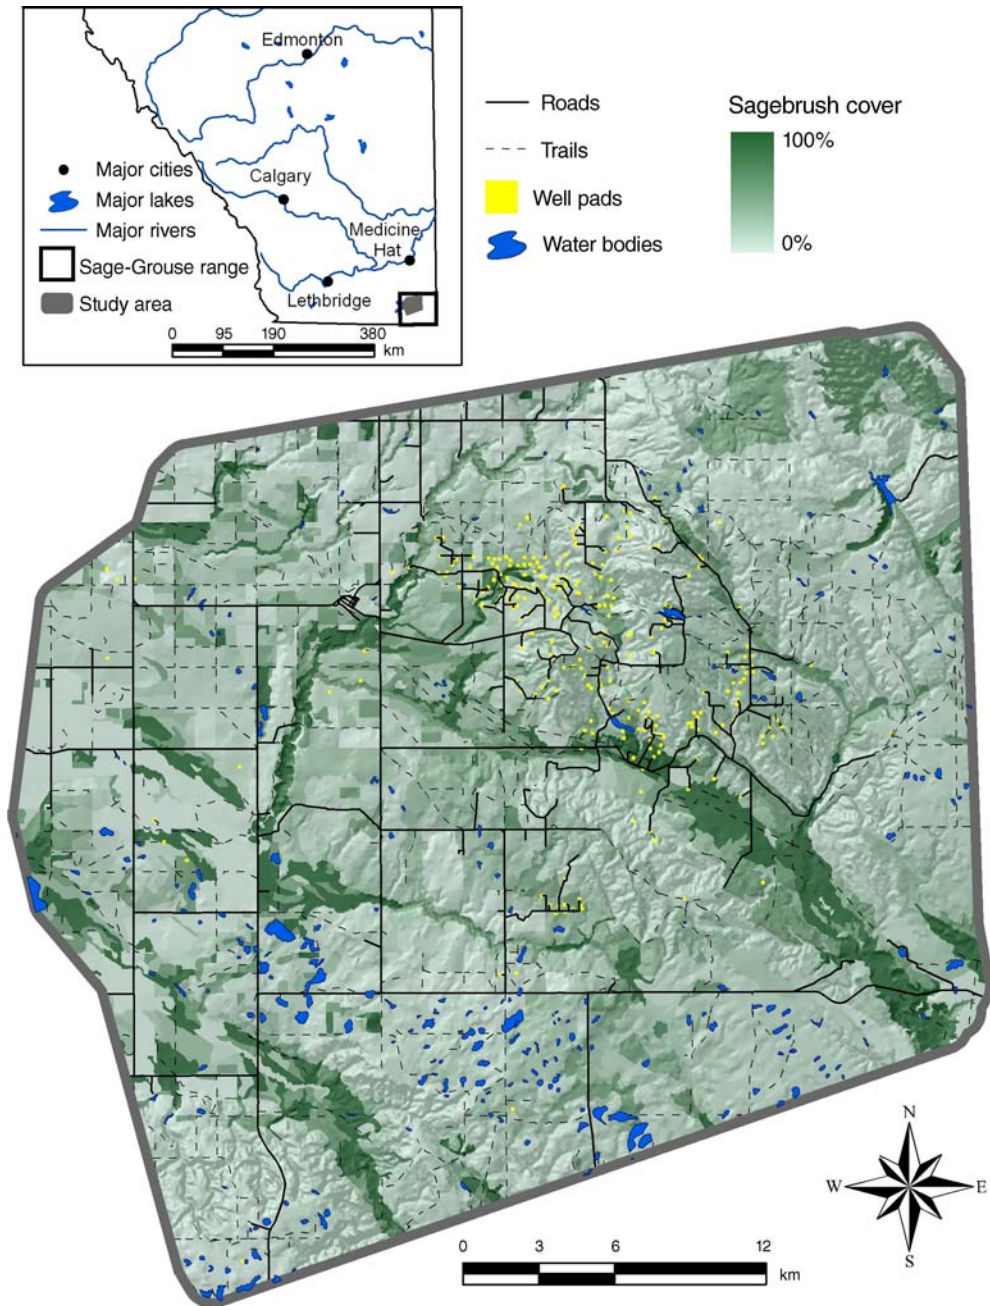 Edmonton
Major cities
Calgary
Major lakes
Medicine
Hat
Major rivers
Sage-Grouse range
Study area
Lethbridge
0 95 190 380
km
Roads
Trails
Well pads
Water bodies
Sagebrush cover
100%
0%
N
W E
S
0 3 6 12
km